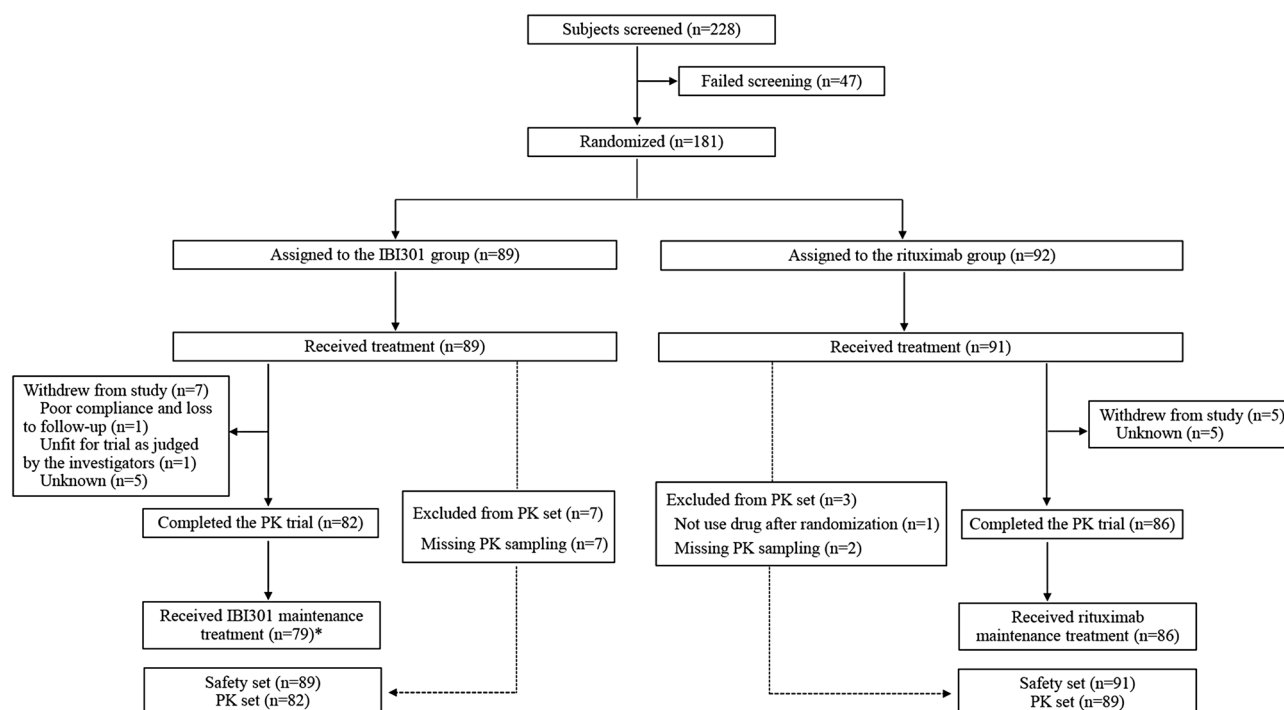 Subjects screened (n=228)
Failed screening (n=47)
Randomized (n=181)
Assigned to the IBI301 group (n=89)
Assigned to the rituximab group (n=92)
Received treatment (n=89)
Received treatment (n=91)
Withdrew from study (n=7)
Poor compliance and loss
to follow-up (n=1)
Unfit for trial as judged
by the investigators (n=1)
Unknown (n=5)
Withdrew from study (n=5)
Unknown (n=5)
Excluded from PK set (n=7)
Missing PK sampling (n=7)
Excluded from PK set (n=3)
Not use drug after randomization (n=1)
Missing PK sampling (n=2)
Completed the PK trial (n=82)
Completed the PK trial (n=86)
Received IBI301 maintenance
treatment (n=79)*
Received rituximab
maintenance treatment (n=86)
Safety set (n=89)
PK set (n=82)
Safety set (n=91)
PK set (n=89)